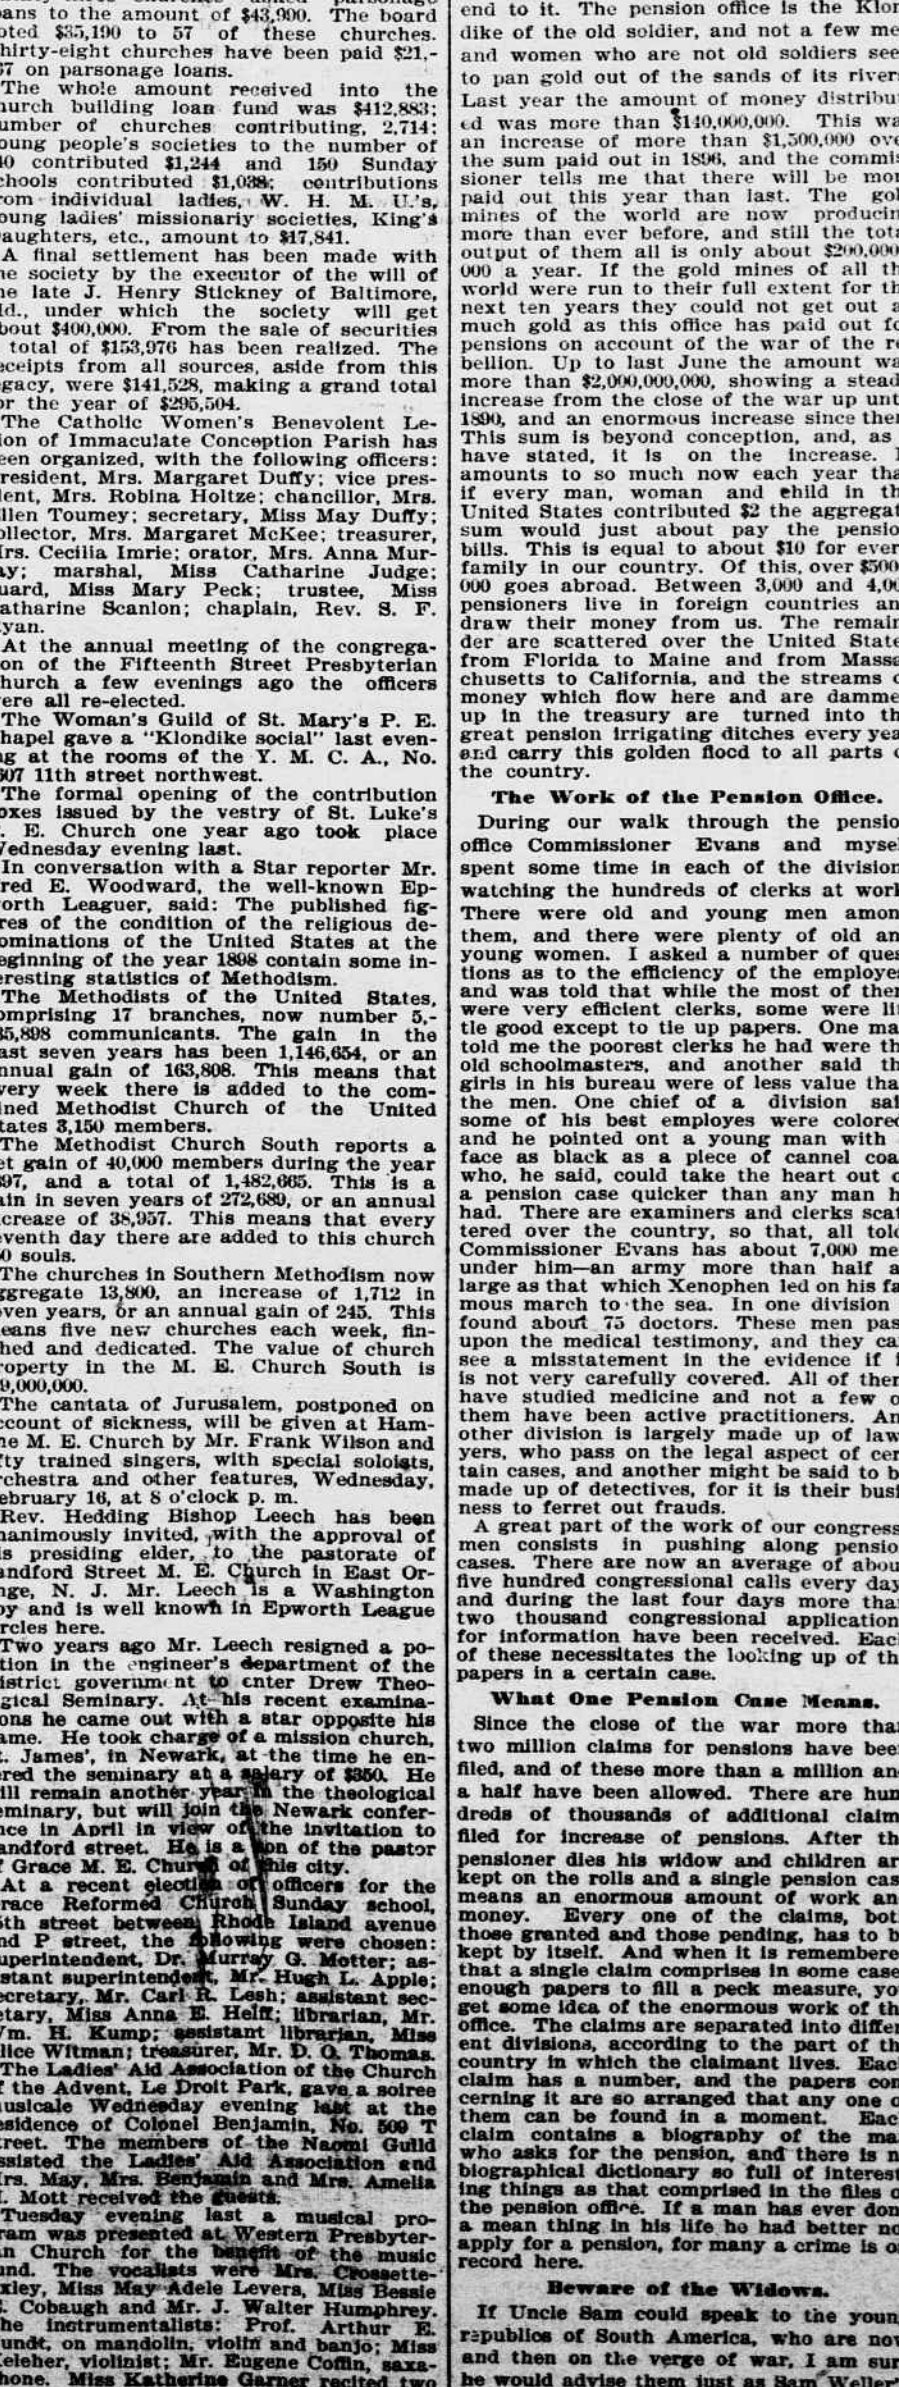 ans to the amount of $43,900. The board
oted $35,190 to 57 of these churches.
hirty-eight churches have been paid $21,-
67 on parsonage loans.
The whole amount received into the
hurch building loan fund was $412,883;
umber of churches contributing, 2,714;
oung people's societies to the number of
40 contributed $1,244 and 150 Sunday
chools contributed $1,038; contributions
rom individual ladies, W. H. M. U.'s,
oung ladies' missionariy societies, King's
aughters, etc., amount to $17,841.
A final settlement has been made with
he society by the executor of the will of
he late J. Henry Stickney of Baltimore,
Md., under which the society will get
bout $400,000. From the sale of securities
total of $153,976 has been realized. The
eceipts from all sources, aside from this
egacy, were $141,528, making a grand total
or the year of $295,504.
The Catholic Women's Benevolent Le-
ion of Immaculate Conception Parish has
een organized, with the following officers:
resident, Mrs. Margaret Duffy; vice pres-
dent, Mrs. Robina Holtze; chancillor, Mrs.
llen Toumey; secretary, Miss May Duffy;
ollector, Mrs. Margaret McKee; treasurer,
Mrs. Cecilia Imrie; orator, Mrs. Anna Mur-
ay; marshal, Miss Catharine Judge;
uard, Miss Mary Peck; trustee, Miss
atharine Scanlon; chaplain, Rev. S. F.
yan.
At the annual meeting of the congrega-
on of the Fifteenth Street Presbyterian
hurch a few evenings ago the officers
were all re-elected.
The Woman's Guild of St. Mary's P. E.
hapel gave a "Klondike social" last even-
ng at the rooms of the Y. M. C. A., No.
607 11th street northwest.
The formal opening of the contribution
oxes issued by the vestry of St. Luke's
. E. Church one year ago took place
Wednesday evening last.
In conversation with a Star reporter Mr.
red E. Woodward, the well-known Ep-
orth Leaguer, said: The published fig-
res of the condition of the religious de-
ominations of the United States at the
eginning of the year 1898 contain some in-
eresting statistics of Methodism.
The Methodists of the United States,
omprising 17 branches, now number 5,-
35,898 communicants. The gain in the
ast seven years has been 1,146,654, or an
nnual gain of 163,808. This means that
very week there is added to the com-
ined Methodist Church of the United
tates 3,150 members.
The Methodist Church South reports a
et gain of 40,000 members during the year
897, and a total of 1,482,665. This is a
ain in seven years of 272,689, or an annual
crease of 38,957. This means that every
eventh day there are added to this church
0 souls.
The churches in Southern Methodism now
ggregate 13,800, an increase of 1,712 in
even years, or an annual gain of 245. This
eans five new churches each week, fin-
hed and dedicated. The value of church
roperty in the M. E. Church South is
9,000,000.
The cantata of Jurusalem, postponed on
ccount of sickness, will be given at Ham-
ne M. E. Church by Mr. Frank Wilson and
fty trained singers, with special soloists,
rchestra and other features, Wednesday,
ebruary 16, at 8 o'clock p. m.
Rev. Hedding Bishop Leech has been
nanimously invited, with the approval of
is presiding elder, to the pastorate of
andford Street M. E. Church in East Or-
nge, N. J. Mr. Leech is a Washington
oy and is well known in Epworth League
rcles here.
Two years ago Mr. Leech resigned a po-
tion in the engineer's department of the
istrict government to enter Drew Theo-
gical Seminary. At his recent examina-
ons he came out with a star opposite his
ame. He took charge of a mission church,
t. James', in Newark, at the time he en-
ered the seminary at a salary of $350. He
ill remain another year in the theological
eminary, but will join the Newark confer-
nce in April in view of the invitation to
andford street. He is a son of the pastor
f Grace M. E. Church of this city.
At a recent election of officers for the
race Reformed Church Sunday school,
5th street between Rhode Island avenue
nd P street, the following were chosen:
uperintendent, Dr. Murray G. Motter; as-
stant superintendent, Mr. Hugh L. Apple;
ecretary, Mr. Carl R. Lesh; assistant sec-
etary, Miss Anna E. Helff; librarian, Mr.
Wm. H. Kump; assistant librarian, Miss
lice Witman; treasurer, Mr. D. O. Thomas.
The Ladies' Aid Association of the Church
f the Advent, Le Droit Park, gave a soiree
usicale Wednesday evening last at the
esidence of Colonel Benjamin, No. 509 T
treet. The members of the Naomi Guild
ssisted the Ladies' Aid Association and
Mrs. May, Mrs. Benjamin and Mrs. Amelia
. Mott received the guests.
Tuesday evening last a musical pro-
ram was presented at Western Presbyter-
an Church for the benefit of the music
und. The vocalists were Mrs. Crossette-
xley, Miss May Adele Levers, Miss Bessie
. Cobaugh and Mr. J. Walter Humphrey.
he instrumentalists: Prof. Arthur E.
undt, on mandolin, violin and banjo; Miss
eleher, violinist; Mr. Eugene Coffin, saxa-
hone. Miss Katherine Garner recited two
end to it. The pension office is the Klon
dike of the old soldier, and not a few me
and women who are not old soldiers see
to pan gold out of the sands of its river
Last year the amount of money distribu
ed was more than $140,000,000. This wa
an increase of more than $1,500,000 ove
the sum paid out in 1896, and the commis
sioner tells me that there will be mor
paid out this year than last. The gol
mines of the world are now producin
more than ever before, and still the tota
output of them all is only about $200,000
000 a year. If the gold mines of all th
world were run to their full extent for th
next ten years they could not get out a
much gold as this office has paid out fo
pensions on account of the war of the re
bellion. Up to last June the amount wa
more than $2,000,000,000, showing a stead
increase from the close of the war up unt
1890, and an enormous increase since then
This sum is beyond conception, and, as
have stated, it is on the increase. I
amounts to so much now each year tha
if every man, woman and child in th
United States contributed $2 the aggregat
sum would just about pay the pensio
bills. This is equal to about $10 for ever
family in our country. Of this, over $500
000 goes abroad. Between 3,000 and 4,00
pensioners live in foreign countries an
draw their money from us. The remain
der are scattered over the United State
from Florida to Maine and from Massa
chusetts to California, and the streams o
money which flow here and are damme
up in the treasury are turned into th
great pension irrigating ditches every yea
and carry this golden flocd to all parts o
the country.
The Work of the Pension Office.
During our walk through the pensio
office Commissioner Evans and mysel
spent some time in each of the division
watching the hundreds of clerks at work
There were old and young men amon
them, and there were plenty of old an
young women. I asked a number of ques
tions as to the efficiency of the employes
and was told that while the most of them
were very efficient clerks, some were lit
tle good except to tie up papers. One ma
told me the poorest clerks he had were th
old schoolmasters, and another said th
girls in his bureau were of less value tha
the men. One chief of a division sai
some of his best employes were colored
and he pointed ont a young man with
face as black as a piece of cannel coa
who, he said, could take the heart out o
a pension case quicker than any man h
had. There are examiners and clerks scat
tered over the country, so that, all told
Commissioner Evans has about 7,000 me
under him—an army more than half a
large as that which Xenophen led on his fa
mous march to the sea. In one division
found about 75 doctors. These men pas
upon the medical testimony, and they ca
see a misstatement in the evidence if i
is not very carefully covered. All of them
have studied medicine and not a few o
them have been active practitioners. An
other division is largely made up of law
yers, who pass on the legal aspect of cer
tain cases, and another might be said to b
made up of detectives, for it is their busi
ness to ferret out frauds.
A great part of the work of our congress
men consists in pushing along pensio
cases. There are now an average of abou
five hundred congressional calls every day
and during the last four days more tha
two thousand congressional application
for information have been received. Eac
of these necessitates the looking up of th
papers in a certain case.
What One Pension Case Means.
Since the close of the war more tha
two million claims for pensions have bee
filed, and of these more than a million an
a half have been allowed. There are hun
dreds of thousands of additional claim
filed for increase of pensions. After th
pensioner dies his widow and children ar
kept on the rolls and a single pension cas
means an enormous amount of work an
money. Every one of the claims, bot
those granted and those pending, has to b
kept by itself. And when it is remembere
that a single claim comprises in some case
enough papers to fill a peck measure, yo
get some idea of the enormous work of th
office. The claims are separated into differ
ent divisions, according to the part of th
country in which the claimant lives. Eac
claim has a number, and the papers con
cerning it are so arranged that any one o
them can be found in a moment. Eac
claim contains a biography of the ma
who asks for the pension, and there is n
biographical dictionary so full of interest
ing things as that comprised in the files o
the pension office. If a man has ever don
a mean thing in his life he had better no
apply for a pension, for many a crime is o
record here.
Beware of the Widows.
If Uncle Sam could speak to the youn
republics of South America, who are now
and then on the verge of war, I am sur
he would advise them just as Sam Weller'